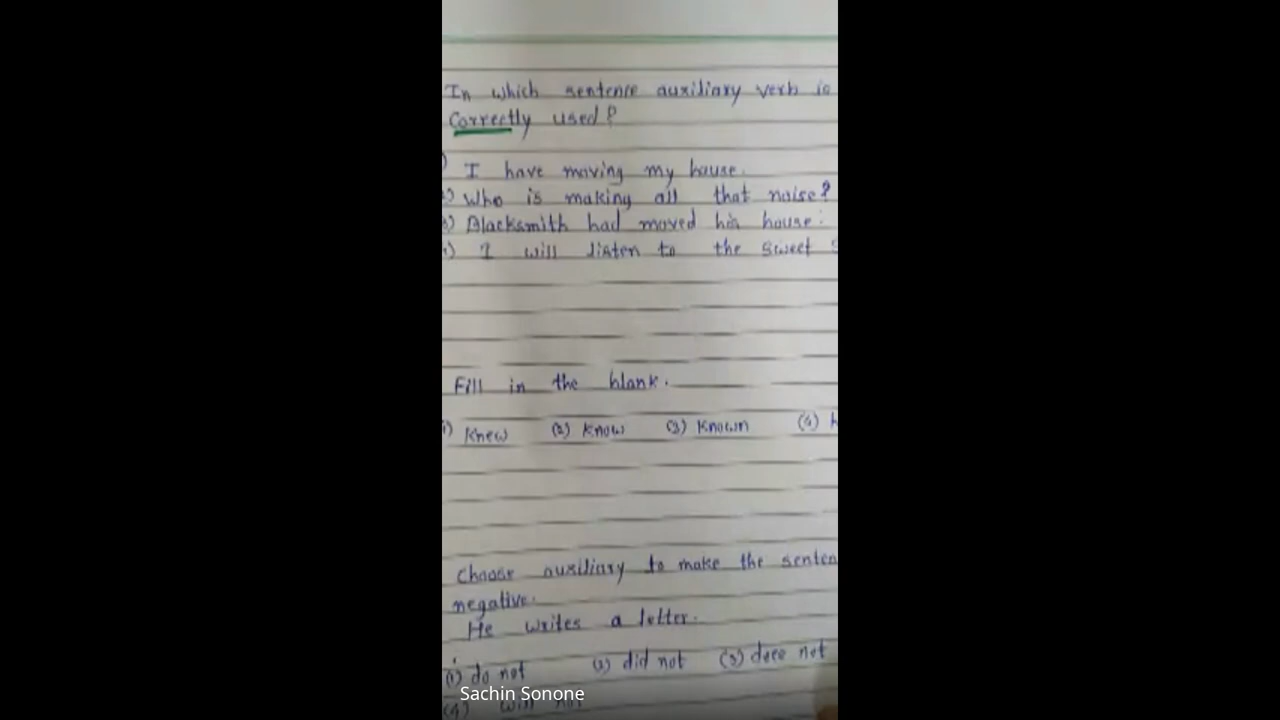 In which sentence auxiliary verb is
Correctly used?
) I have moving my house.
2) Who is making all that noise?
3) Blacksmith had moved his house.
4) I will listen to the sweet s
Fill in the blank.
1) Knew (2) know (3) Known (4) k
Choose auxiliary to make the senten
negative.
He writes a letter.
(1) do not (2) did not (3) does not
(4) will not
Sachin Sonone